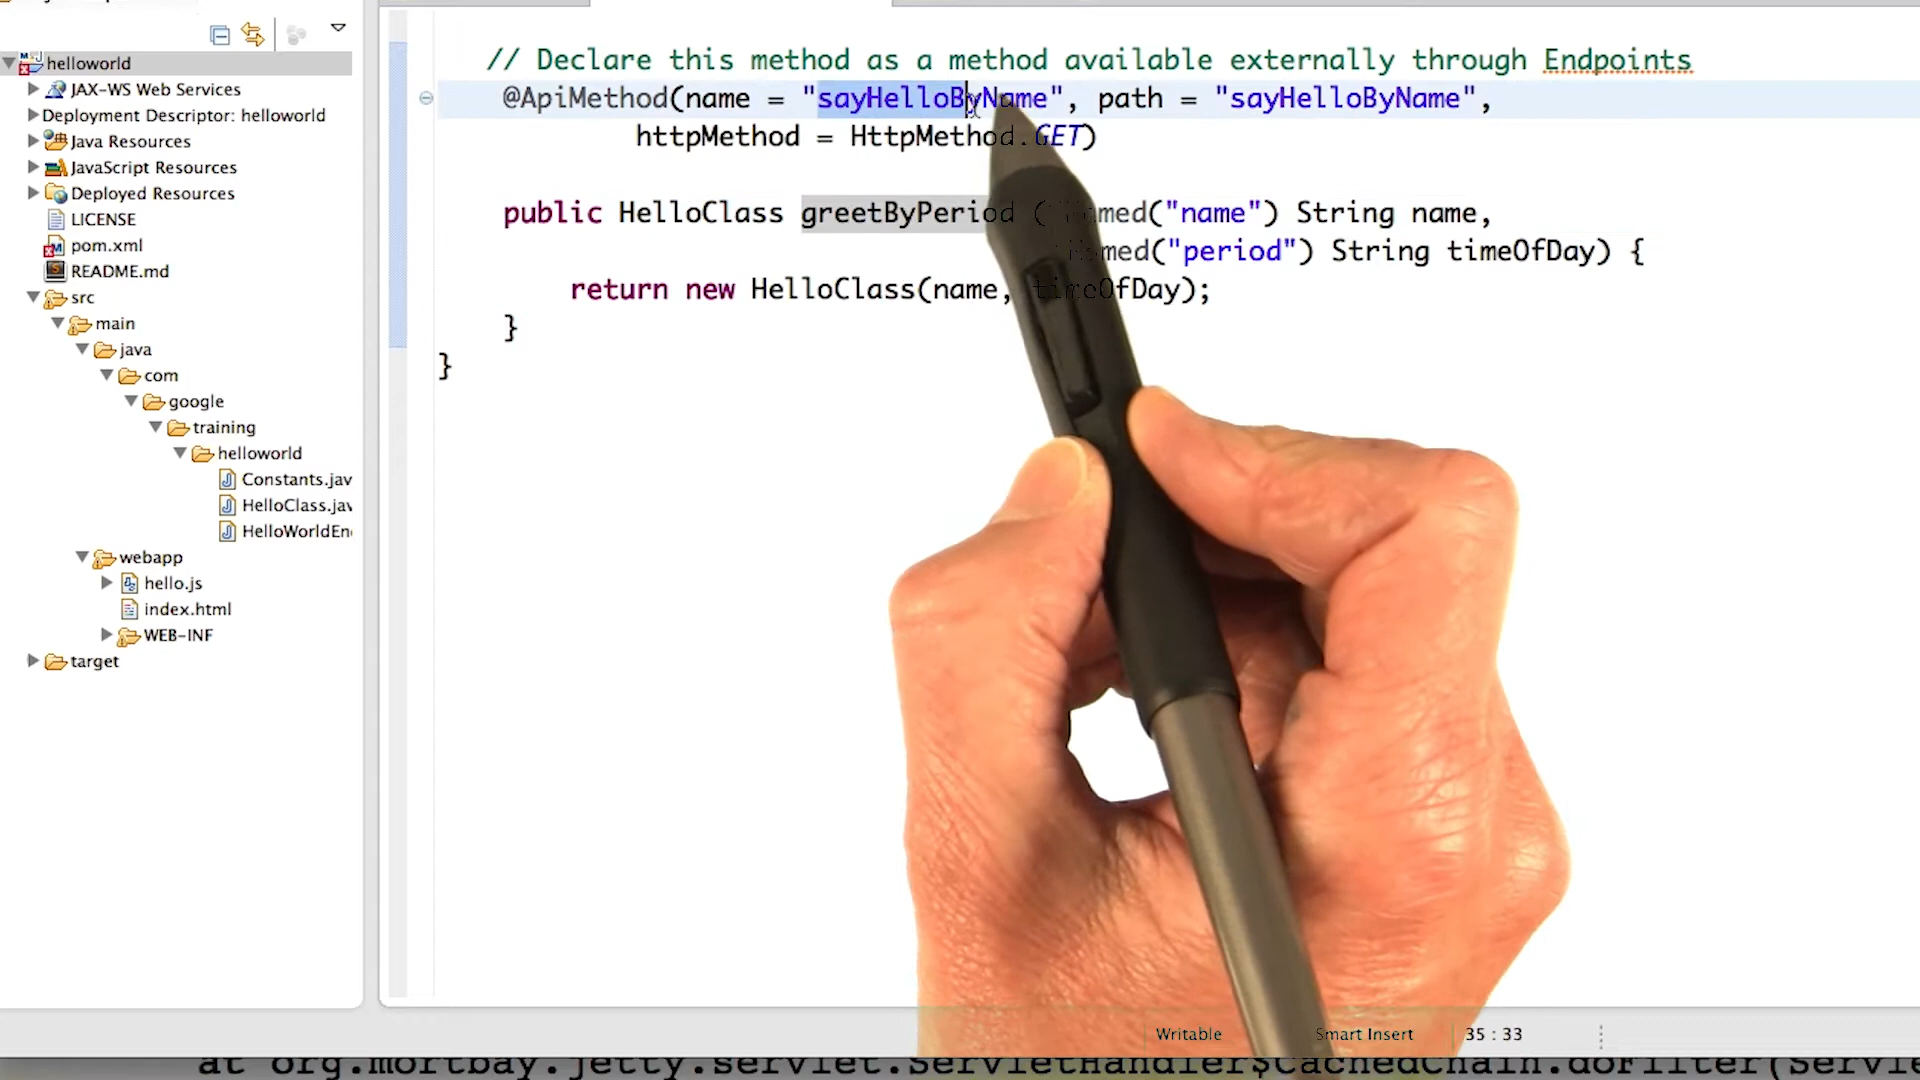 helloworld
JAX-WS Web Services
Deployment Descriptor: helloworld
Java Resources
JavaScript Resources
Deployed Resources
LICENSE
pom.xml
README.md
src
main
java
com
google
training
helloworld
Constants.jav
HelloClass.jav
HelloWorldEn
webapp
hello.js
index.html
WEB-INF
target
// Declare this method as a method available externally through Endpoints
@ApiMethod(name = "sayHelloByName", path = "sayHelloByName",
httpMethod = HttpMethod.GET)
public HelloClass greetByPeriod ( med("name") String name,
med("period") String timeOfDay) {
return new HelloClass(name, timeOfDay);
}
}
Writable Smart Insert 35 : 33
at org.mortbay.jetty.servlet.ServletHandler$CachedChain.doFilter(Servle